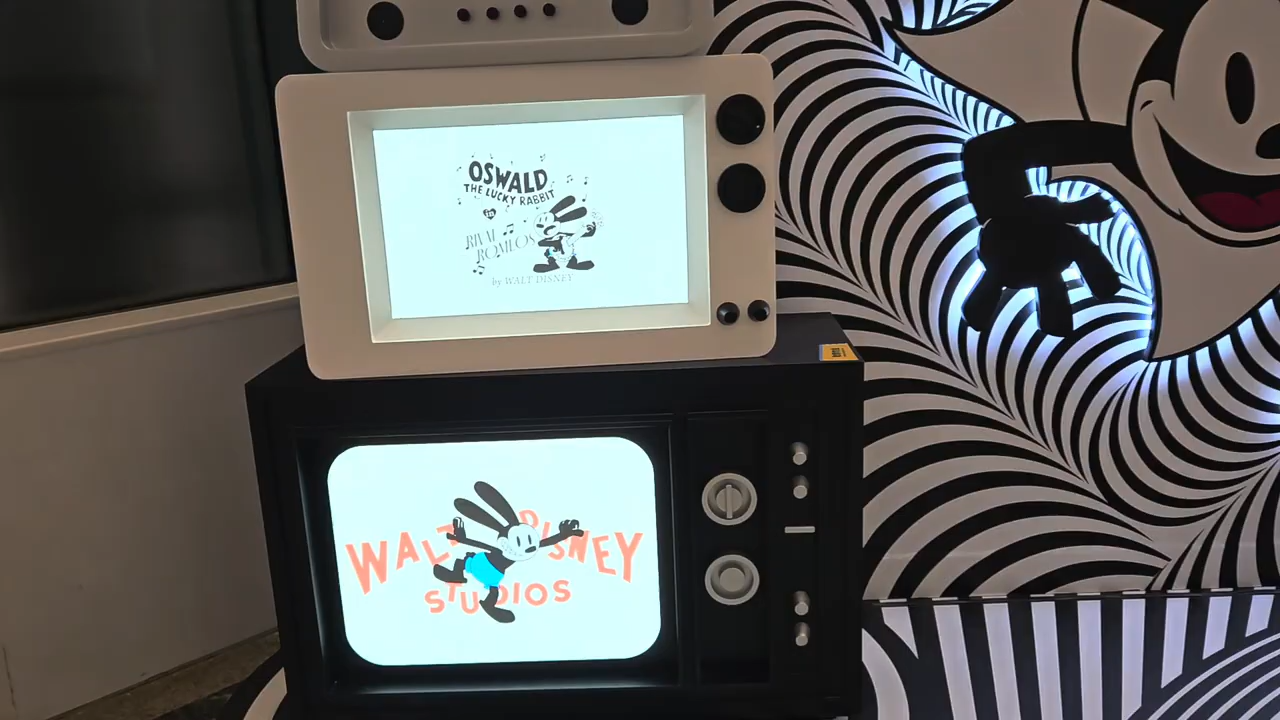 OSWALD
THE LUCKY RABBIT
in
RIVAL
ROMEOS
by WALT DISNEY
WALT DISNEY
STUDIOS